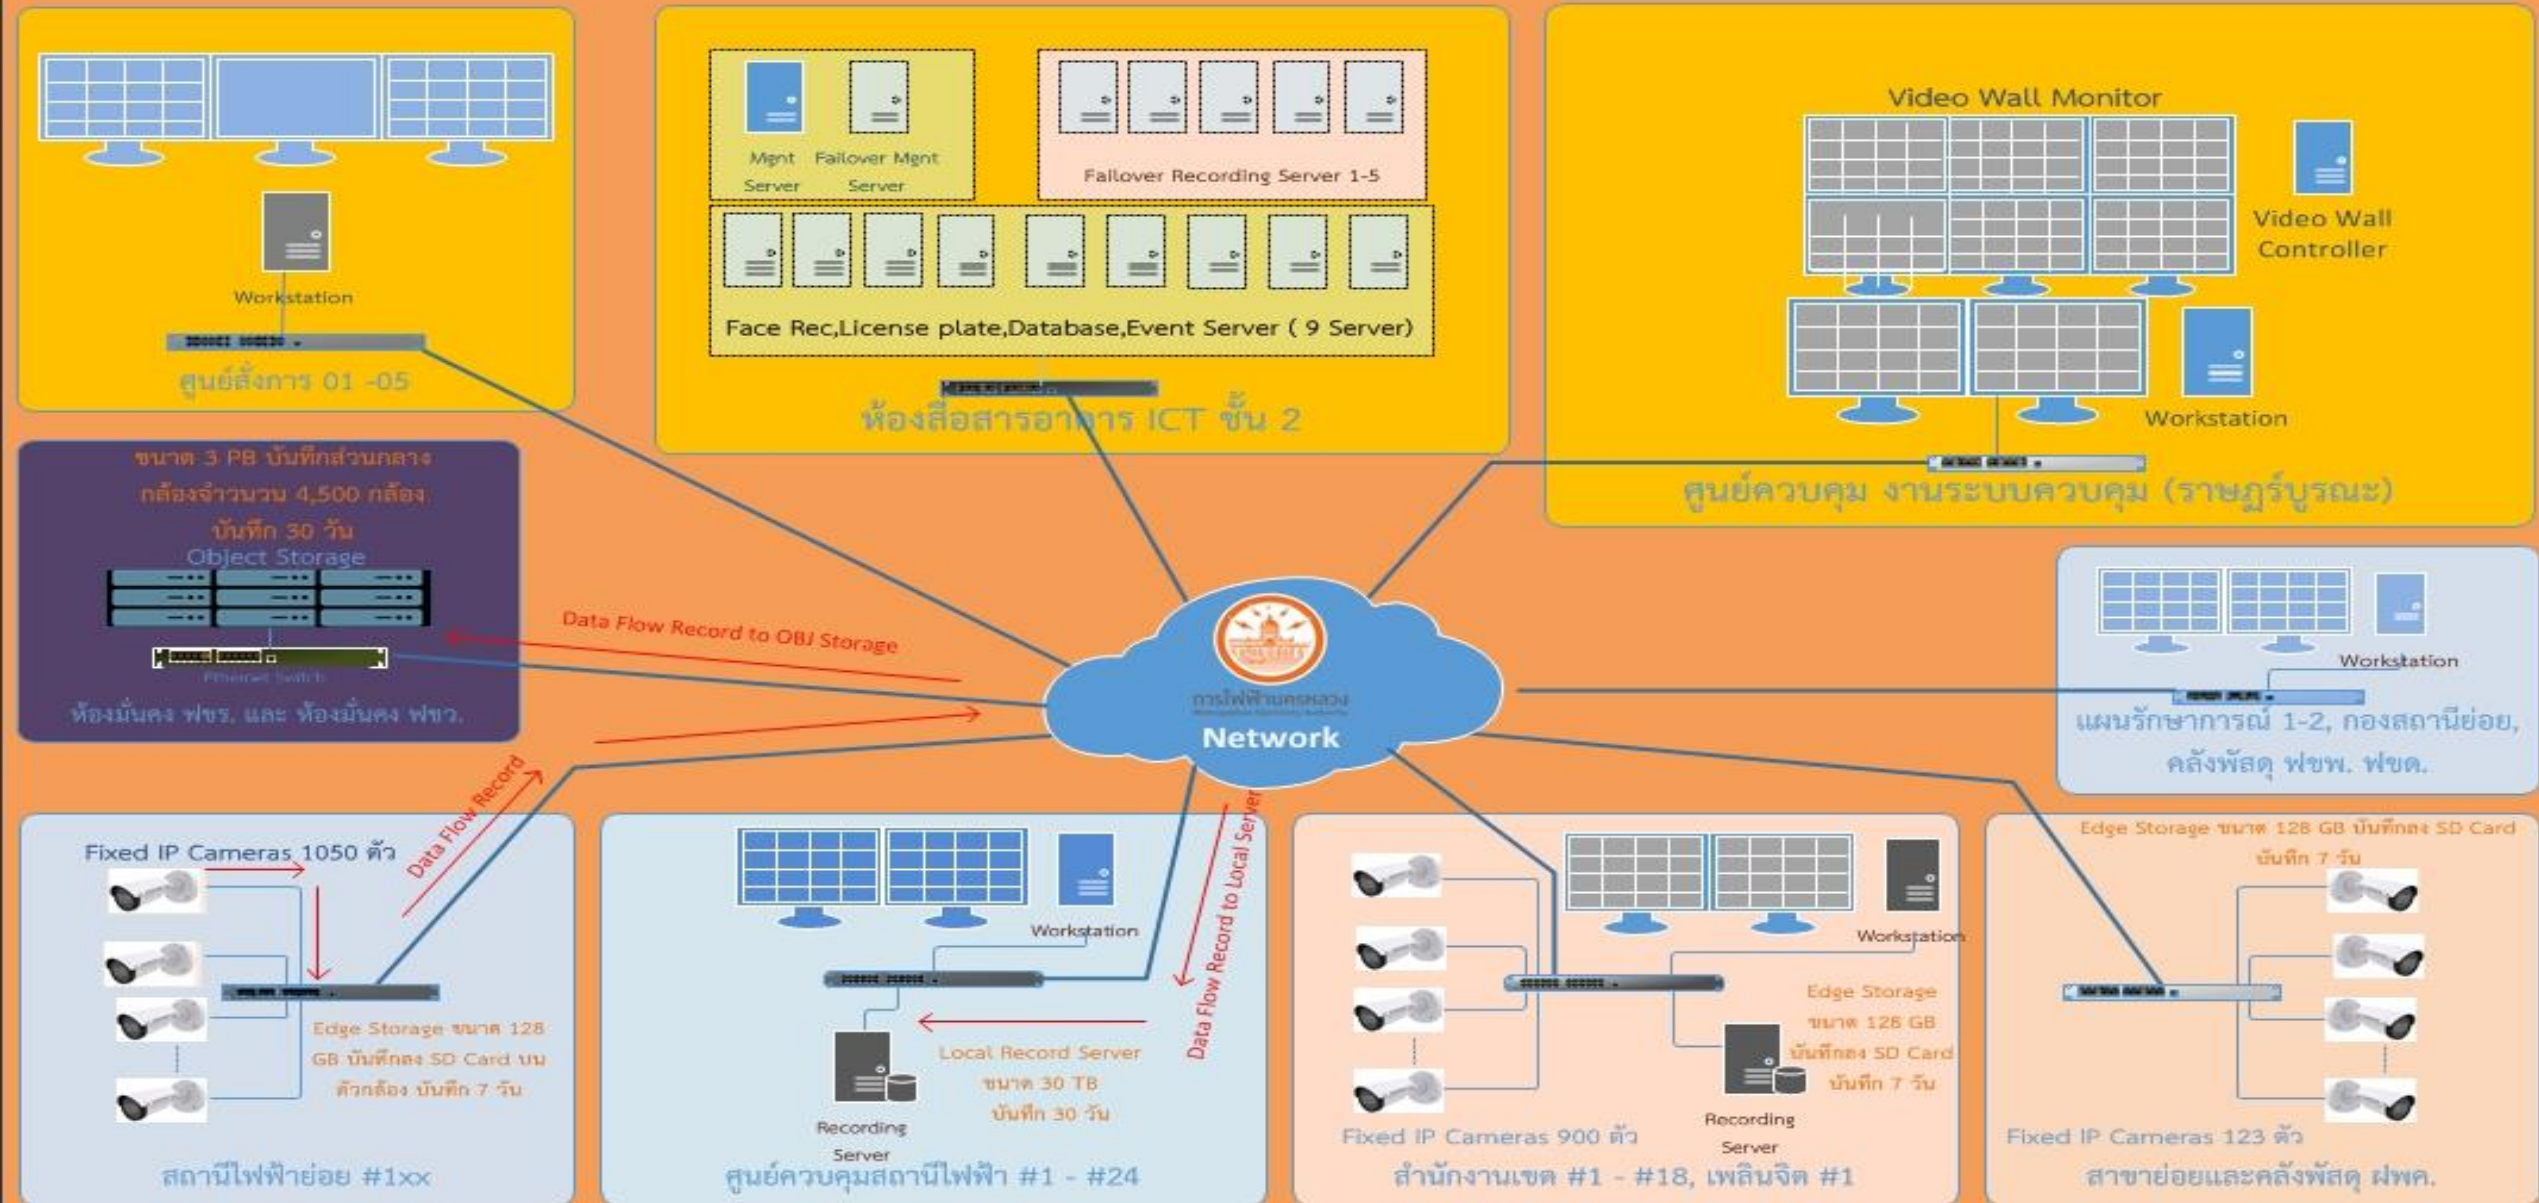 Workstation
ศูนย์สั่งการ 01 -05
Mgnt
Server
Failover Mgnt
Server
Failover Recording Server 1-5
Face Rec,License plate,Database,Event Server ( 9 Server)
ห้องสื่อสารอาคาร ICT ชั้น 2
Video Wall Monitor
Video Wall
Controller
Workstation
ศูนย์ควบคุม งานระบบควบคุม (ราษฎร์บูรณะ)
ขนาด 3 PB บันทึกส่วนกลาง
กล้องจำวนวน 4,500 กล้อง
บันทึก 30 วัน
Object Storage
Ethernet Switch
ห้องมั่นคง ฟขร. และ ห้องมั่นคง ฟขว.
Data Flow Record to OBJ Storage
การไฟฟ้านครหลวง
Network
Workstation
แผนรักษาการณ์ 1-2, กองสถานีย่อย,
คลังพัสดุ ฟขพ. ฟขด.
Data Flow Record
Fixed IP Cameras 1050 ตัว
Edge Storage ขนาด 128
GB บันทึกลง SD Card บน
ตัวกล้อง บันทึก 7 วัน
สถานีไฟฟ้าย่อย #1xx
Workstation
Data Flow Record to Local Server
Local Record Server
ขนาด 30 TB
บันทึก 30 วัน
Recording
Server
ศูนย์ควบคุมสถานีไฟฟ้า #1 - #24
Workstation
Edge Storage
ขนาด 128 GB
บันทึกลง SD Card
บันทึก 7 วัน
Recording
Server
Fixed IP Cameras 900 ตัว
สำนักงานเขต #1 - #18, เพลินจิต #1
Edge Storage ขนาด 128 GB บันทึกลง SD Card
บันทึก 7 วัน
Fixed IP Cameras 123 ตัว
สาขาย่อยและคลังพัสดุ ฝพค.